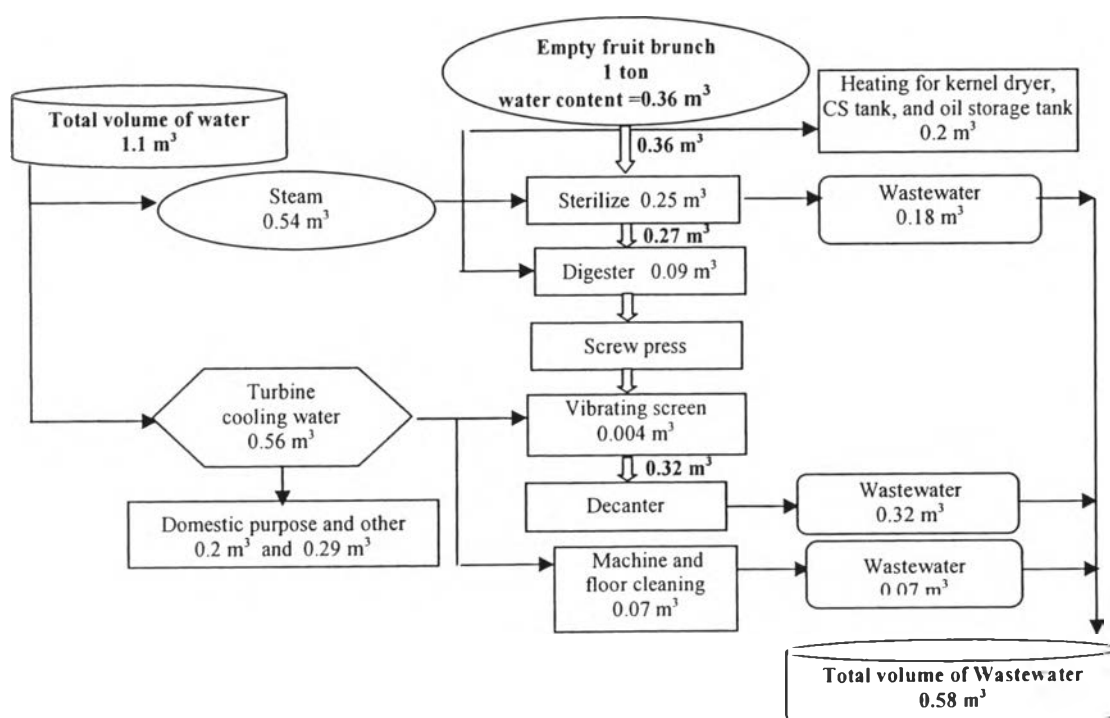 Empty fruit brunch
1 ton
water content =0.36 m³
Heating for kernel dryer,
CS tank, and oil storage tank
0.2 m³
Total volume of water
1.1 m³
0.36 m³
Steam
0.54 m³
Sterilize 0.25 m³
Wastewater
0.18 m³
0.27 m³
Digester 0.09 m³
Screw press
Turbine
cooling water
0.56 m³
Vibrating screen
0.004 m³
0.32 m³
Decanter
Wastewater
0.32 m³
Domestic purpose and other
0.2 m³ and 0.29 m³
Machine and
floor cleaning
0.07 m³
Wastewater
0.07 m³
Total volume of Wastewater
0.58 m³